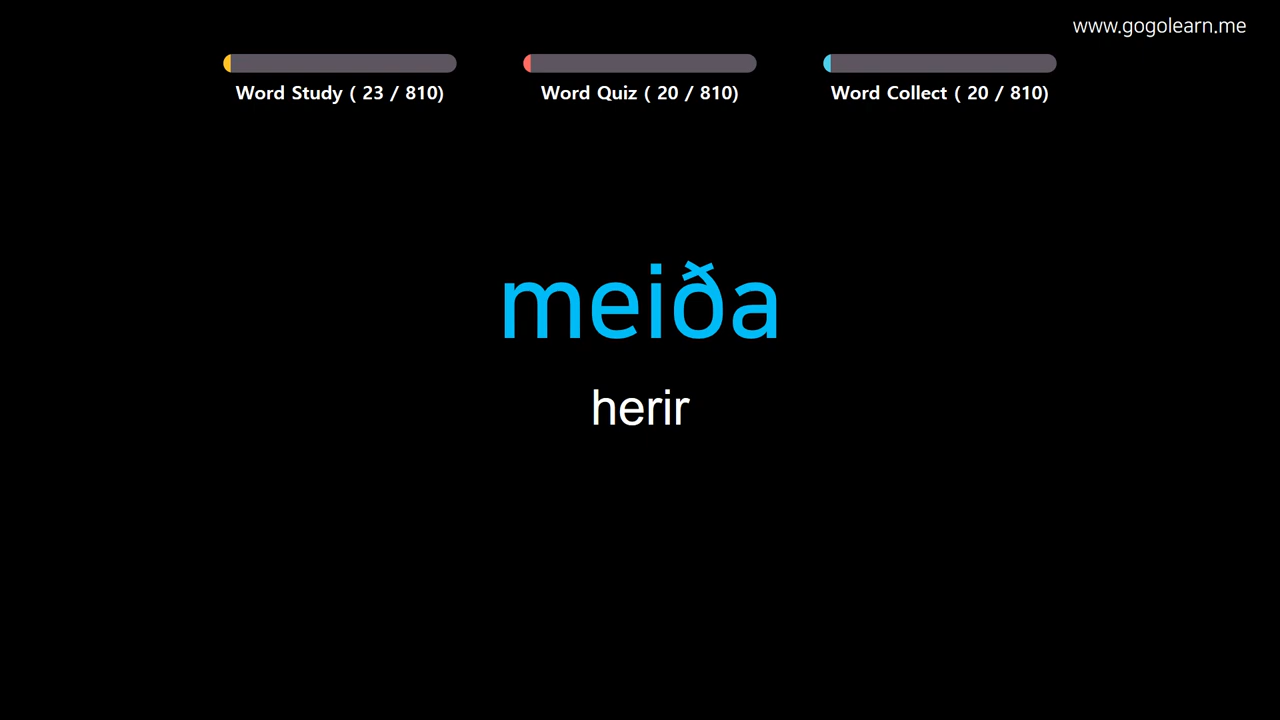 www.gogolearn.me
Word Study ( 23 / 810)
Word Quiz ( 20 / 810)
Word Collect ( 20 / 810)
meiða
herir